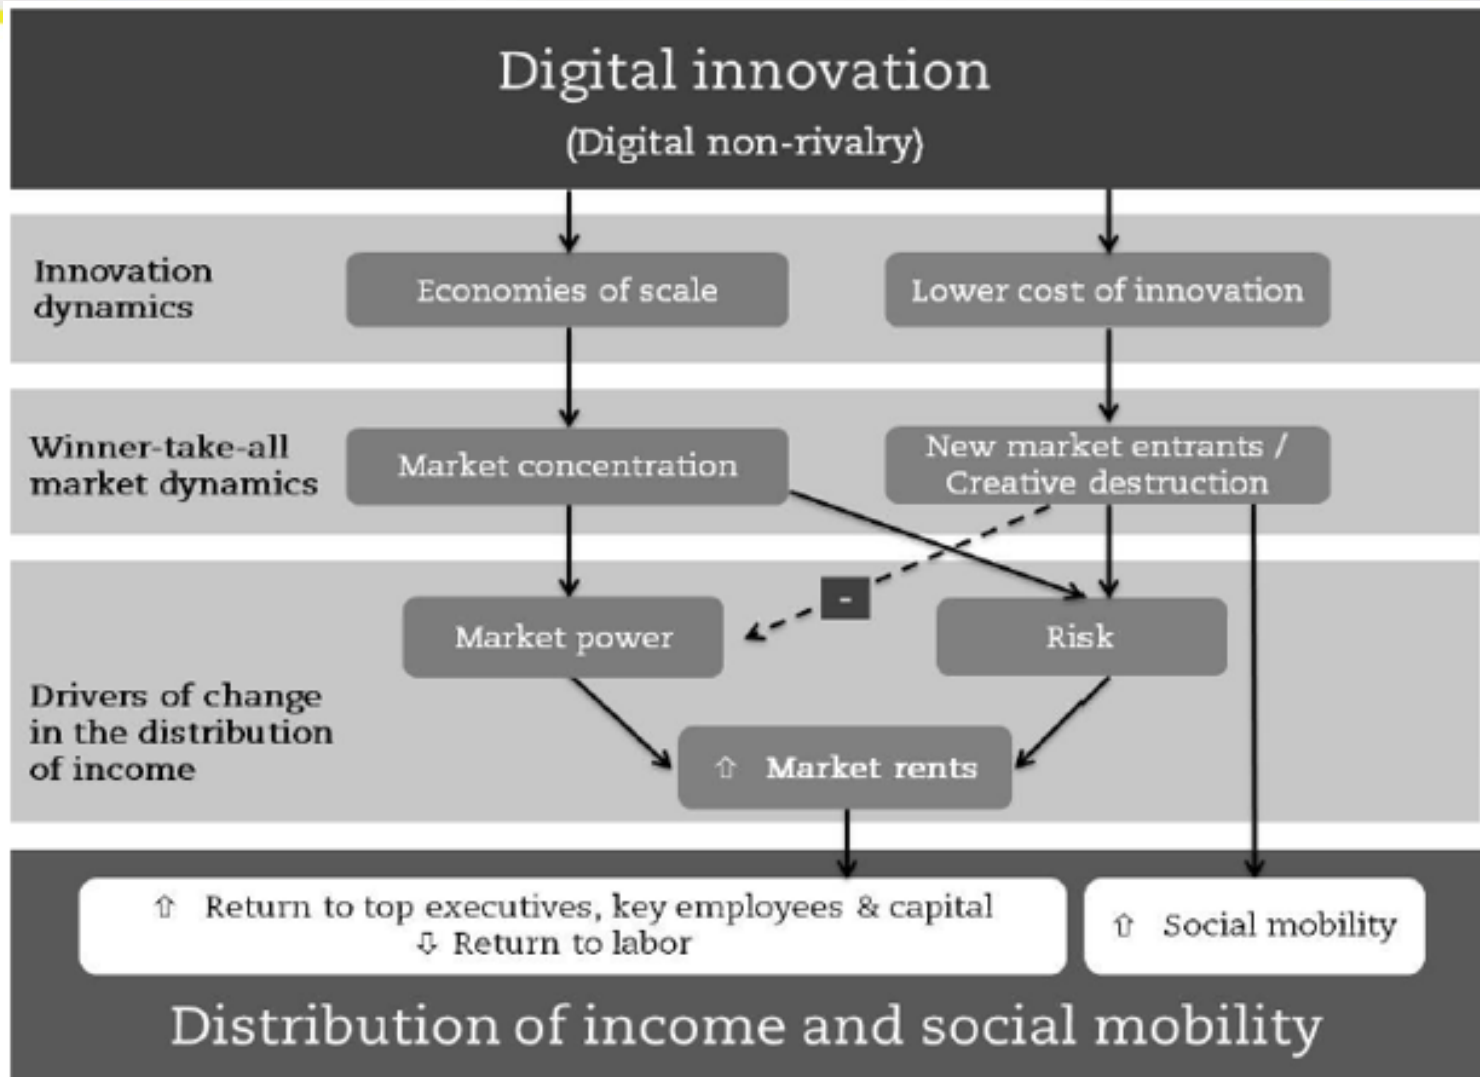 Digital innovation
(Digital non-rivalry)
Innovation
dynamics
Economies of scale
Lower cost of innovation
Winner-take-all
market dynamics
Market concentration
New market entrants /
Creative destruction
-
Market power
Risk
Drivers of change
in the distribution
of income
⇧ Market rents
⇧ Return to top executives, key employees & capital
⇩ Return to labor
⇧ Social mobility
Distribution of income and social mobility